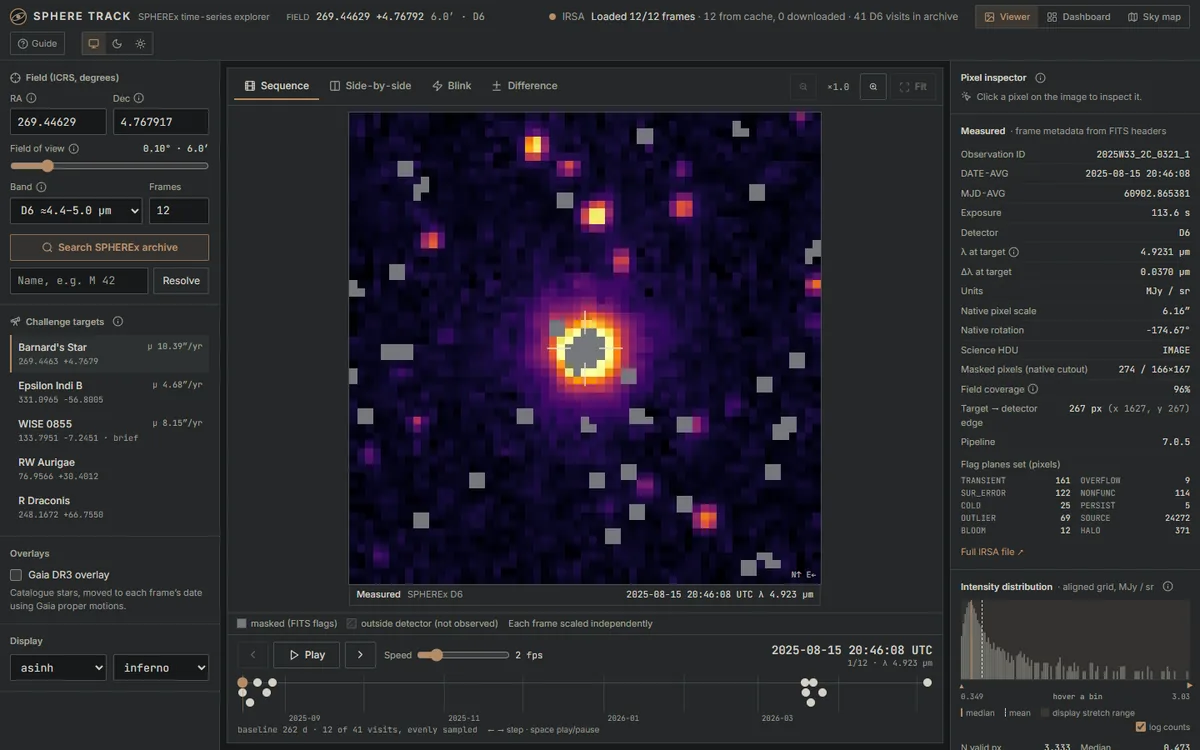 SPHERE TRACK SPHEREx time-series explorer FIELD 269.44629 +4.76792 6.0′ · D6 IRSA Loaded 12/12 frames · 12 from cache, 0 downloaded · 41 D6 visits in archive Viewer Dashboard Sky map
Guide
Field (ICRS, degrees)
RA Dec
269.44629 4.767917
Field of view 0.10° · 6.0′
Band Frames
D6 ≈4.4–5.0 μm 12
Search SPHEREx archive
Name, e.g. M 42 Resolve
Challenge targets
Barnard's Star μ 10.39″/yr
269.4463 +4.7679
Epsilon Indi B μ 4.68″/yr
331.0965 -56.8005
WISE 0855 μ 8.15″/yr
133.7951 -7.2451 · brief
RW Aurigae
76.9566 +30.4012
R Draconis
248.1672 +66.7550
Overlays
Gaia DR3 overlay
Catalogue stars, moved to each frame's date
using Gaia proper motions.
Display
asinh inferno
Sequence Side-by-side Blink Difference ×1.0 Fit
N↑ E←
Measured SPHEREx D6 2025-08-15 20:46:08 UTC λ 4.923 μm
masked (FITS flags) outside detector (not observed) Each frame scaled independently
Play Speed 2 fps
2025-08-15 20:46:08 UTC
1/12 · λ 4.923 μm
2025-09 2025-11 2026-01 2026-03
baseline 262 d · 12 of 41 visits, evenly sampled ←→ step · space play/pause
Pixel inspector
Click a pixel on the image to inspect it.
Measured · frame metadata from FITS headers
Observation ID 2025W33_2C_0321_1
DATE-AVG 2025-08-15 20:46:08
MJD-AVG 60902.865381
Exposure 113.6 s
Detector D6
λ at target 4.9231 μm
Δλ at target 0.0370 μm
Units MJy / sr
Native pixel scale 6.16″
Native rotation -174.67°
Science HDU IMAGE
Masked pixels (native cutout) 274 / 166×167
Field coverage 96%
Target → detector edge 267 px (x 1627, y 267)
Pipeline 7.0.5
Flag planes set (pixels)
TRANSIENT 161 OVERFLOW 9
SUR_ERROR 122 NONFUNC 114
COLD 25 PERSIST 5
OUTLIER 69 SOURCE 24272
BLOOM 12 HALO 371
Full IRSA file ↗
Intensity distribution · aligned grid, MJy / sr
0.349 hover a bin 3.03
median mean display stretch range
log counts
N valid px 3,333 Median 0.473